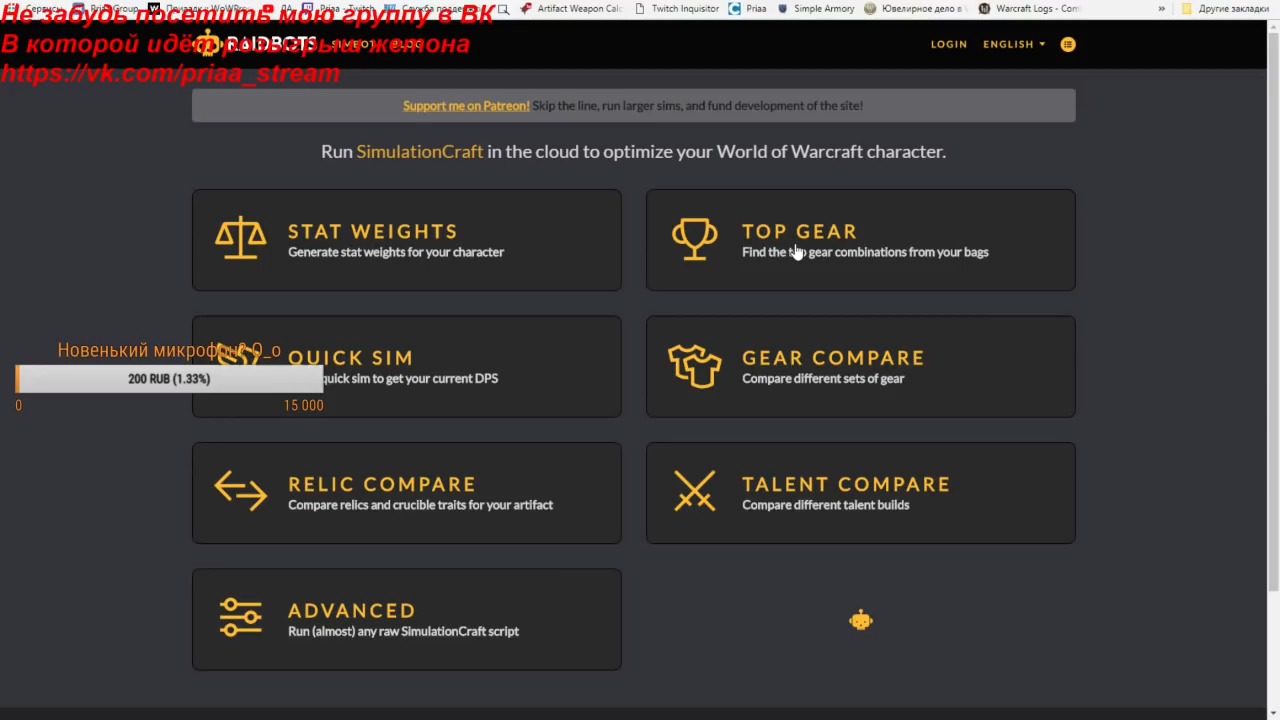 Не забудь посетить мою группу в ВК
В которой идёт розыгрыш жетона
https://vk.com/priaa_stream
Artifact Weapon Calc
Twitch Inquisitor
Priaa
Simple Armory
Ювелирное дело в
Warcraft Logs - Com
»
Другие закладки
RAIDBOTS
LOGIN
ENGLISH
Support me on Patreon! Skip the line, run larger sims, and fund development of the site!
Run SimulationCraft in the cloud to optimize your World of Warcraft character.
STAT WEIGHTS
Generate stat weights for your character
TOP GEAR
Find the top gear combinations from your bags
Новенький микрофон? O_o
QUICK SIM
quick sim to get your current DPS
200 RUB (1.33%)
0
15 000
GEAR COMPARE
Compare different sets of gear
RELIC COMPARE
Compare relics and crucible traits for your artifact
TALENT COMPARE
Compare different talent builds
ADVANCED
Run (almost) any raw SimulationCraft script